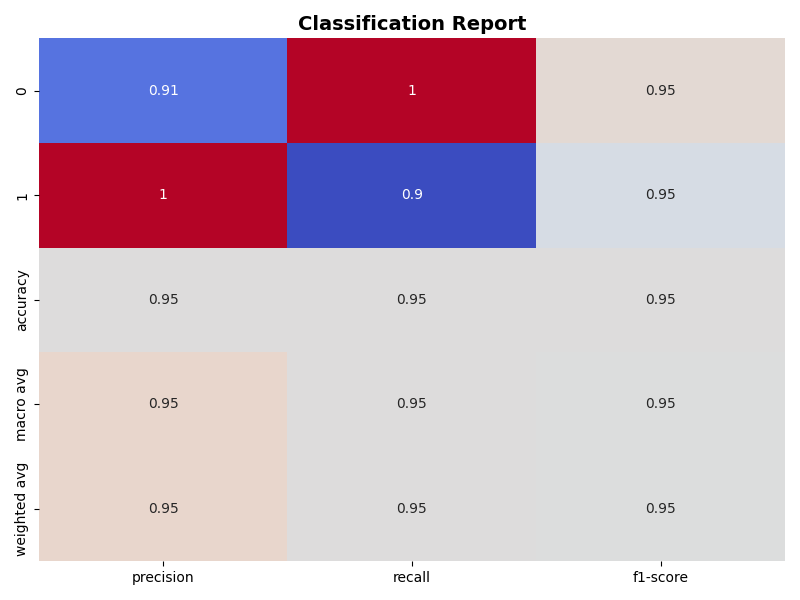 Classification Report
0 0.91 1 0.95
1 1 0.9 0.95
accuracy 0.95 0.95 0.95
macro avg 0.95 0.95 0.95
weighted avg 0.95 0.95 0.95
precision recall f1-score